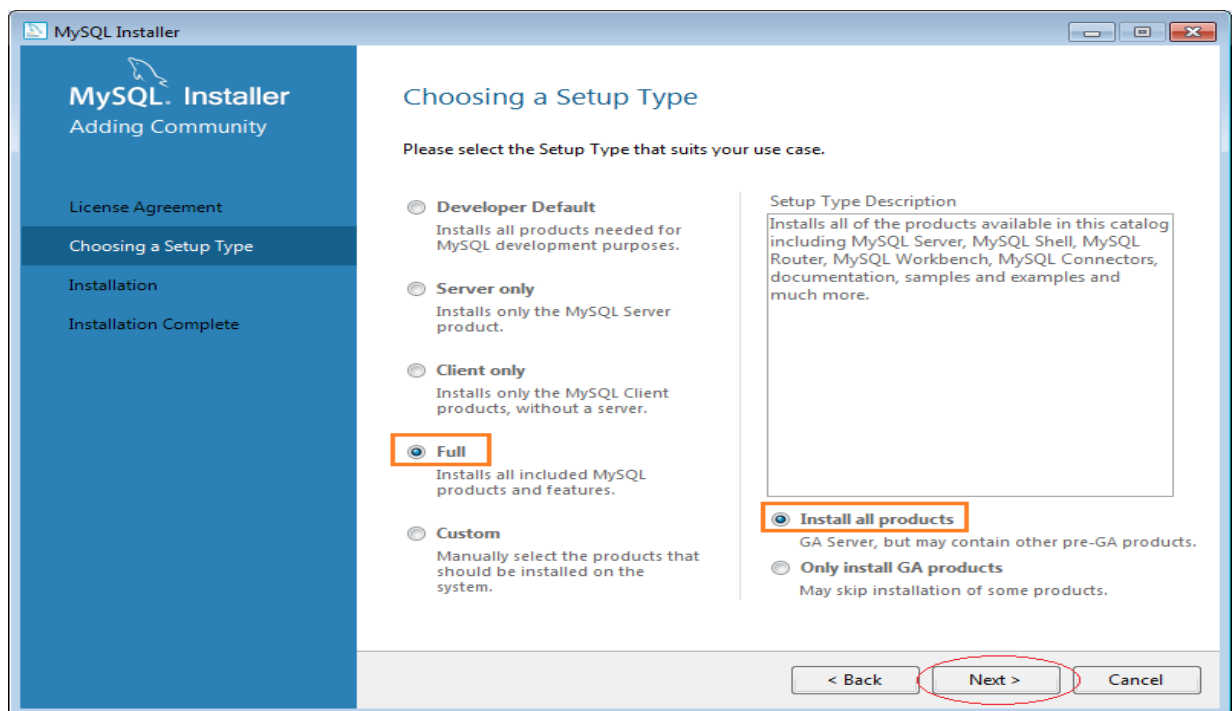 MySQL Installer
MySQL. Installer
Adding Community
License Agreement
Choosing a Setup Type
Installation
Installation Complete
Choosing a Setup Type
Please select the Setup Type that suits your use case.
Developer Default
Installs all products needed for
MySQL development purposes.
Server only
Installs only the MySQL Server
product.
Client only
Installs only the MySQL Client
products, without a server.
Full
Installs all included MySQL
products and features.
Custom
Manually select the products that
should be installed on the
system.
Setup Type Description
Installs all of the products available in this catalog
including MySQL Server, MySQL Shell, MySQL
Router, MySQL Workbench, MySQL Connectors,
documentation, samples and examples and
much more.
Install all products
GA Server, but may contain other pre-GA products.
Only install GA products
May skip installation of some products.
< Back
Next >
Cancel